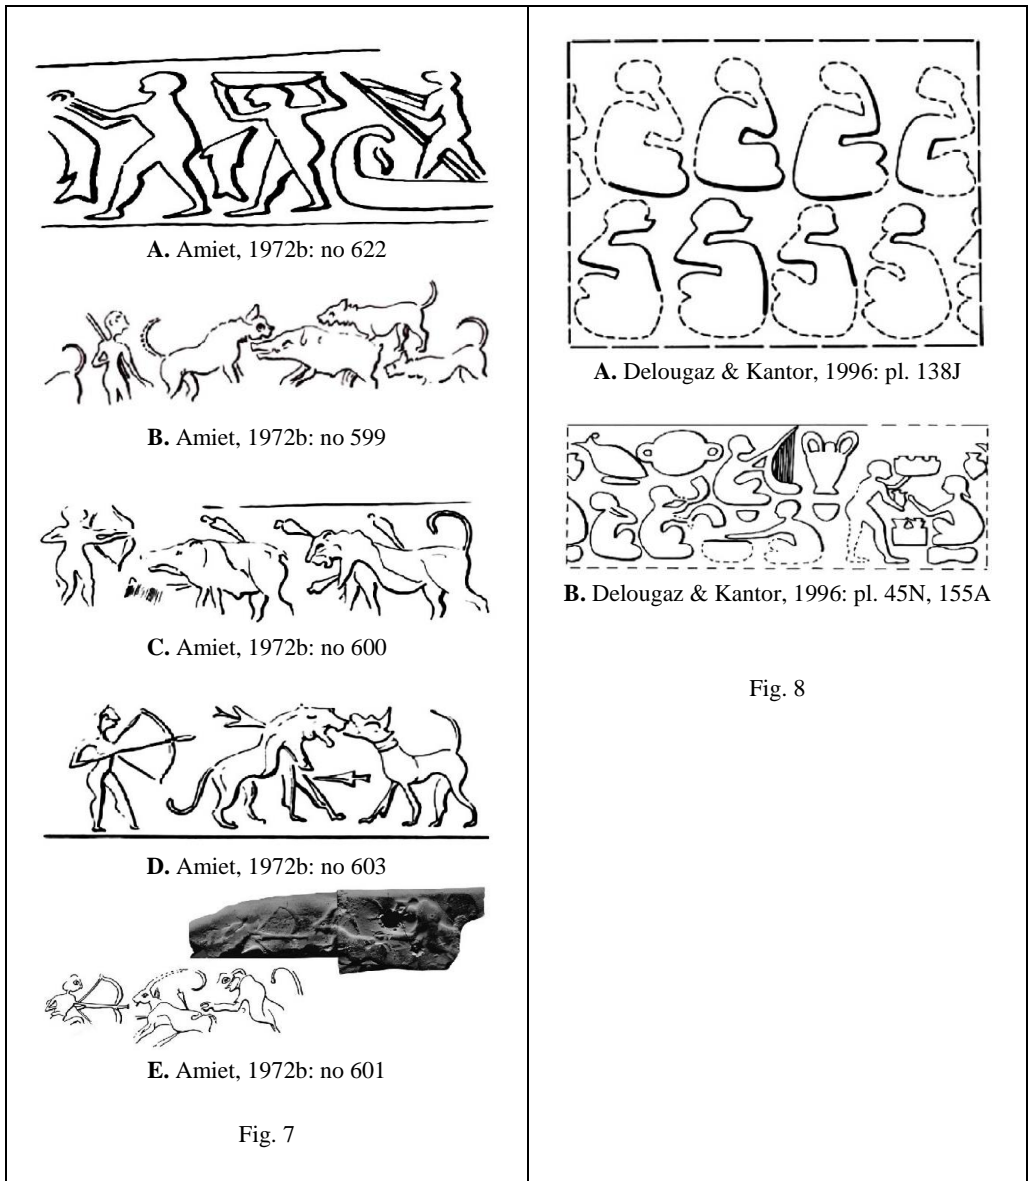 A. Amiet, 1972b: no 622
B. Amiet, 1972b: no 599
C. Amiet, 1972b: no 600
D. Amiet, 1972b: no 603
E. Amiet, 1972b: no 601
Fig. 7
A. Delougaz & Kantor, 1996: pl. 138J
B. Delougaz & Kantor, 1996: pl. 45N, 155A
Fig. 8